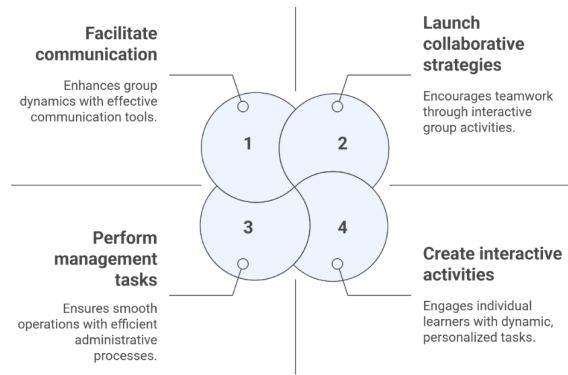 Facilitate
communication
Enhances group
dynamics with effective
communication tools.
1
Launch
collaborative
strategies
Encourages teamwork
through interactive
group activities.
2
Perform
management
tasks
Ensures smooth
operations with efficient
administrative
processes.
3
Create interactive
activities
Engages individual
learners with dynamic,
personalized tasks.
4